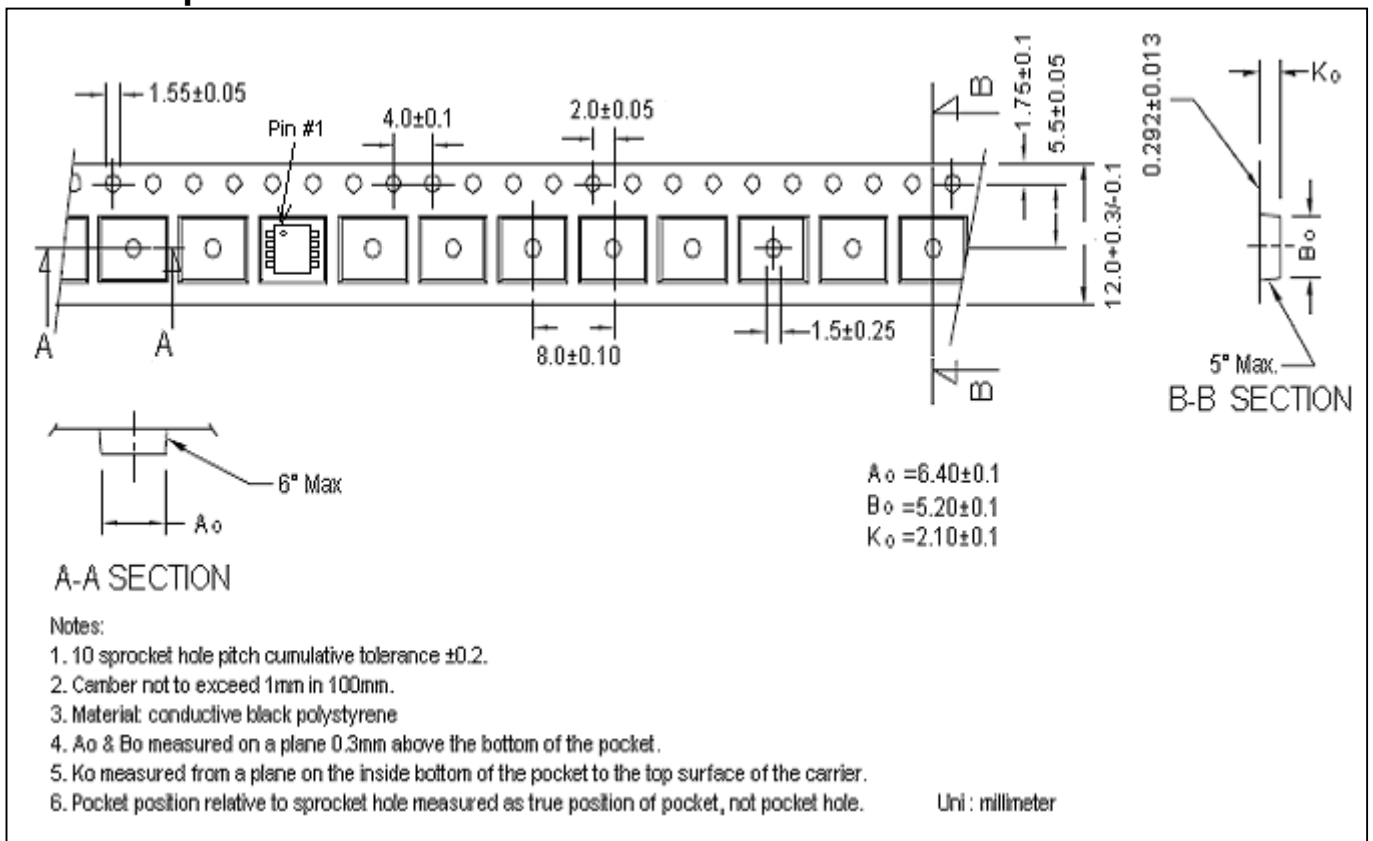 1.55±0.05
Pin #1
4.0±0.1
2.0±0.05
B
1.75±0.1
5.5±0.05
12.0+0.3/-0.1
0.292±0.013
Ko
Bo
5° Max.
B-B SECTION
A
A
8.0±0.10
1.5±0.25
B
6° Max
Ao
A-A SECTION
Ao =6.40±0.1
Bo =5.20±0.1
Ko =2.10±0.1
Notes:
1. 10 sprocket hole pitch cumulative tolerance ±0.2.
2. Camber not to exceed 1mm in 100mm.
3. Material: conductive black polystyrene
4. Ao & Bo measured on a plane 0.3mm above the bottom of the pocket.
5. Ko measured from a plane on the inside bottom of the pocket to the top surface of the carrier.
6. Pocket position relative to sprocket hole measured as true position of pocket, not pocket hole.
Uni : millimeter